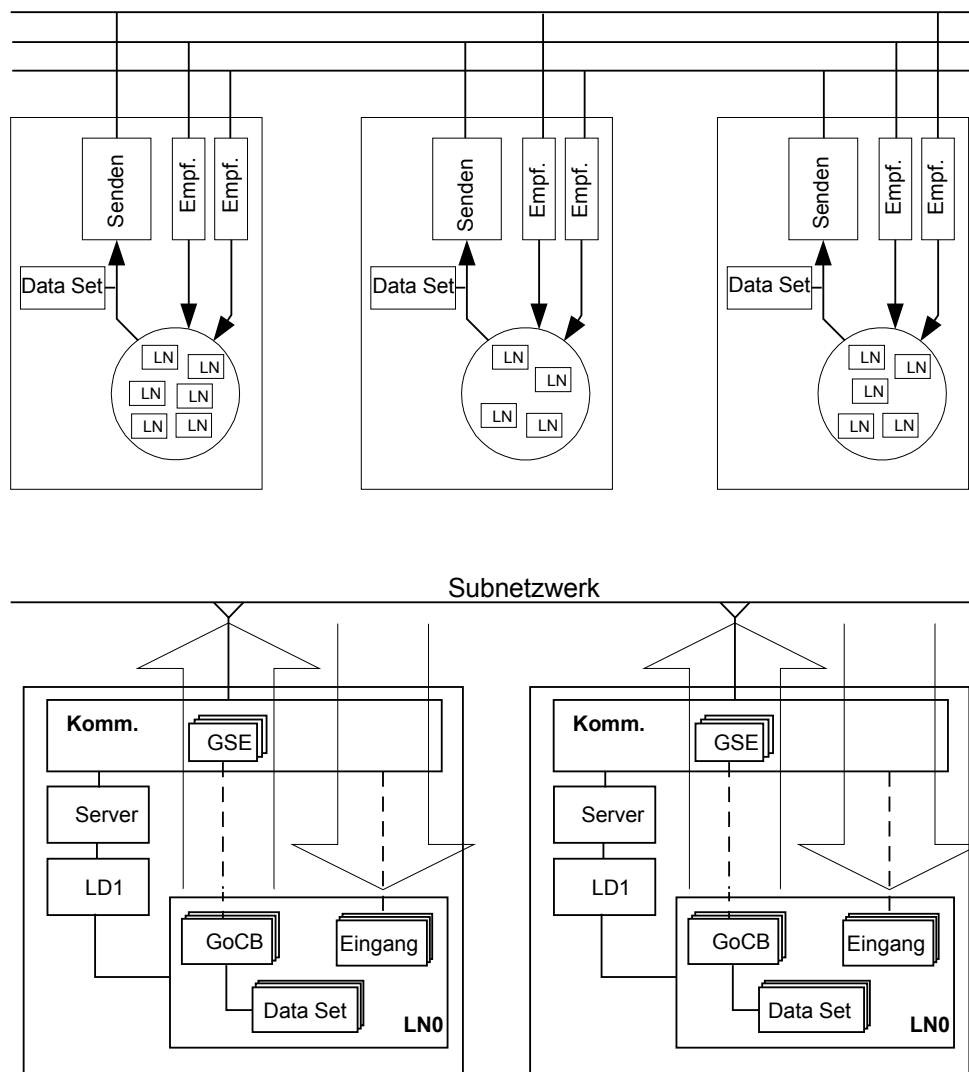 Senden Empf. Empf. Senden Empf. Empf. Senden Empf. Empf.
Data Set Data Set Data Set
LN LN LN LN LN LN
LN LN LN LN
LN LN LN LN LN
Subnetzwerk
Komm. Komm.
GSE GSE
Server Server
LD1 LD1
GoCB Eingang GoCB Eingang
Data Set Data Set
LN0 LN0